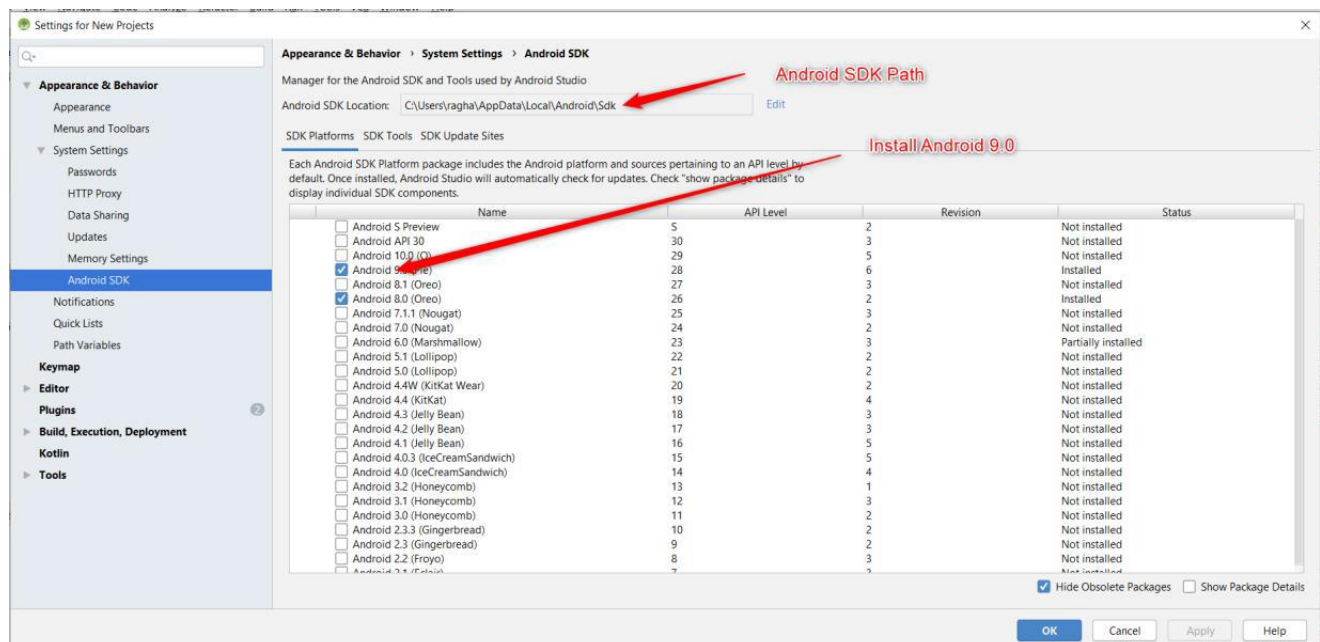 Settings for New Projects
Appearance & Behavior
Appearance
Menus and Toolbars
System Settings
Passwords
HTTP Proxy
Data Sharing
Updates
Memory Settings
Android SDK
Notifications
Quick Lists
Path Variables
Keymap
Editor
Plugins 2
Build, Execution, Deployment
Kotlin
Tools
Appearance & Behavior › System Settings › Android SDK
Manager for the Android SDK and Tools used by Android Studio
Android SDK Path
Android SDK Location: C:\Users\ragha\AppData\Local\Android\Sdk Edit
SDK Platforms SDK Tools SDK Update Sites
Install Android 9.0
Each Android SDK Platform package includes the Android platform and sources pertaining to an API level by
default. Once installed, Android Studio will automatically check for updates. Check "show package details" to
display individual SDK components.
Name API Level Revision Status
Android S Preview S 2 Not installed
Android API 30 30 3 Not installed
Android 10.0 29 5 Not installed
Android 28 6 Installed
Android 8.1 (Oreo) 27 3 Not installed
Android 8.0 (Oreo) 26 2 Installed
Android 7.1.1 (Nougat) 25 3 Not installed
Android 7.0 (Nougat) 24 2 Not installed
Android 6.0 (Marshmallow) 23 3 Partially installed
Android 5.1 (Lollipop) 22 2 Not installed
Android 5.0 (Lollipop) 21 2 Not installed
Android 4.4W (KitKat Wear) 20 2 Not installed
Android 4.4 (KitKat) 19 4 Not installed
Android 4.3 (Jelly Bean) 18 3 Not installed
Android 4.2 (Jelly Bean) 17 3 Not installed
Android 4.1 (Jelly Bean) 16 5 Not installed
Android 4.0.3 (IceCreamSandwich) 15 5 Not installed
Android 4.0 (IceCreamSandwich) 14 4 Not installed
Android 3.2 (Honeycomb) 13 1 Not installed
Android 3.1 (Honeycomb) 12 3 Not installed
Android 3.0 (Honeycomb) 11 2 Not installed
Android 2.3.3 (Gingerbread) 10 2 Not installed
Android 2.3 (Gingerbread) 9 2 Not installed
Android 2.2 (Froyo) 8 3 Not installed
Hide Obsolete Packages Show Package Details
OK Cancel Apply Help